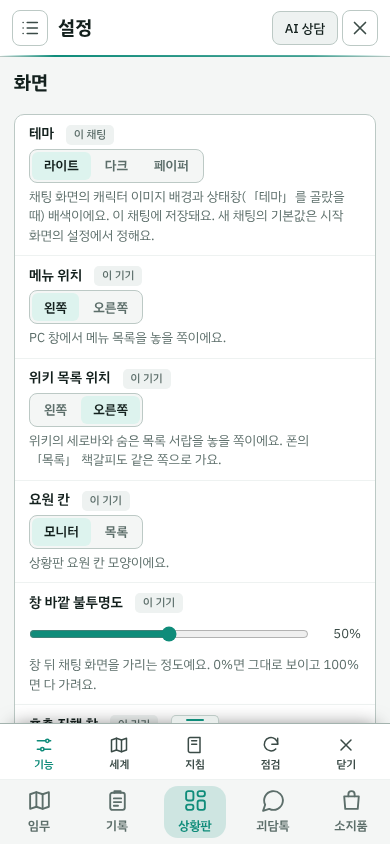 설정
AI 상담
화면
테마 이 채팅
라이트 다크 페이퍼
채팅 화면의 캐릭터 이미지 배경과 상태창(「테마」를 골랐을
때) 배색이에요. 이 채팅에 저장돼요. 새 채팅의 기본값은 시작
화면의 설정에서 정해요.
메뉴 위치 이 기기
왼쪽 오른쪽
PC 창에서 메뉴 목록을 놓을 쪽이에요.
위키 목록 위치 이 기기
왼쪽 오른쪽
위키의 세로바와 숨은 목록 서랍을 놓을 쪽이에요. 폰의
「목록」 책갈피도 같은 쪽으로 가요.
요원 칸 이 기기
모니터 목록
상황판 요원 칸 모양이에요.
창 바깥 불투명도 이 기기
50%
창 뒤 채팅 화면을 가리는 정도예요. 0%면 그대로 보이고 100%
면 다 가려요.
기능 세계 지침 점검 닫기
임무 기록 상황판 괴담톡 소지품